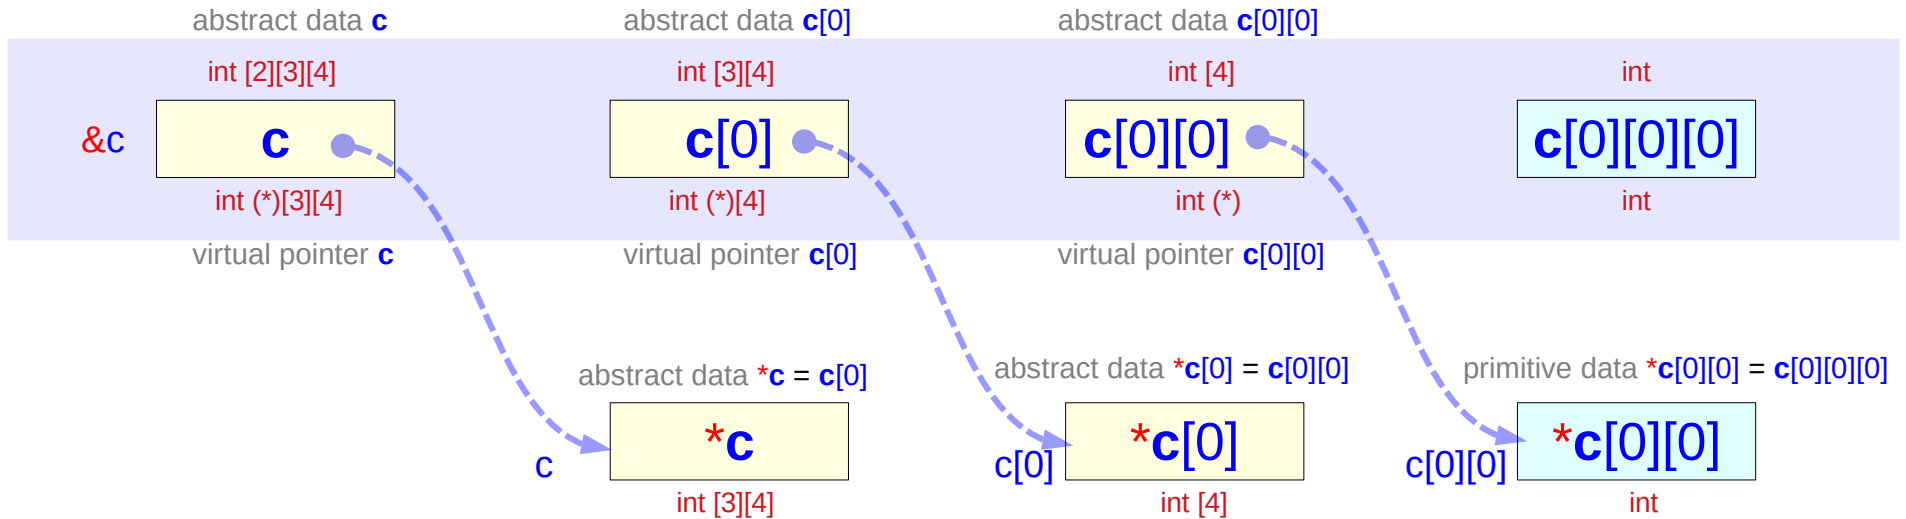 abstract data c
abstract data c[0]
abstract data c[0][0]
int [2][3][4]
int [3][4]
int [4]
int
&c
c
c[0]
c[0][0]
c[0][0][0]
int (*)[3][4]
int (*)[4]
int (*)
int
virtual pointer c
virtual pointer c[0]
virtual pointer c[0][0]
abstract data *c = c[0]
abstract data *c[0] = c[0][0]
primitive data *c[0][0] = c[0][0][0]
c
*c
c[0]
*c[0]
c[0][0]
*c[0][0]
int [3][4]
int [4]
int